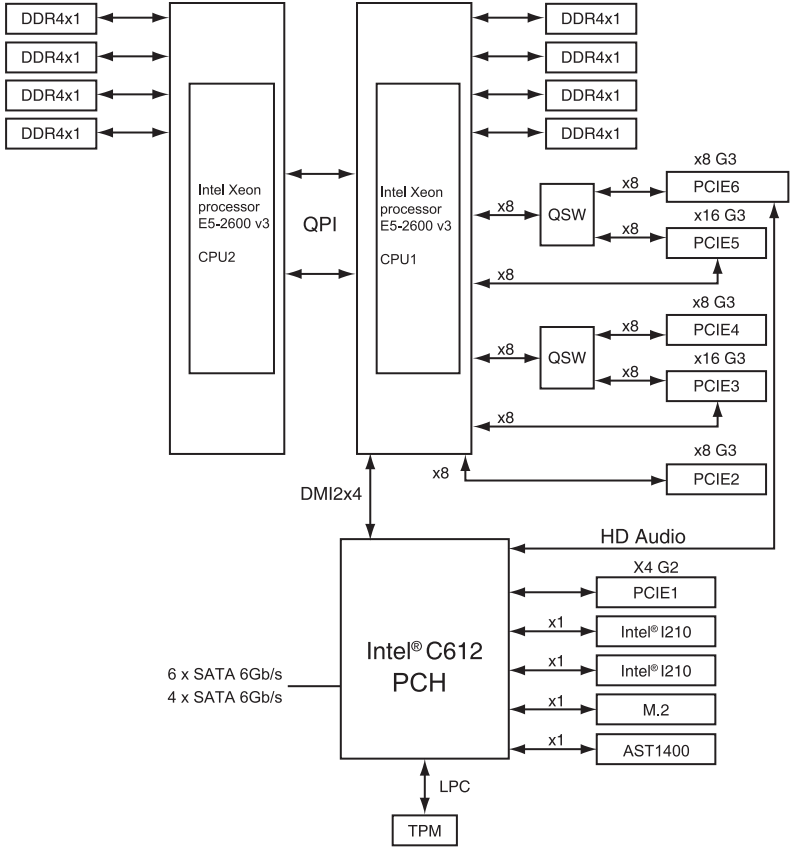 DDR4x1
DDR4x1
DDR4x1
DDR4x1
DDR4x1
DDR4x1
DDR4x1
DDR4x1
Intel Xeon
processor
E5-2600 v3
CPU2
QPI
Intel Xeon
processor
E5-2600 v3
CPU1
x8
QSW
x8
x8
x8 G3
PCIE6
x16 G3
PCIE5
x8
x8
QSW
x8
x8
x8 G3
PCIE4
x16 G3
PCIE3
x8
x8
x8 G3
PCIE2
DMI2x4
HD Audio
Intel® C612
PCH
X4 G2
PCIE1
x1
Intel® I210
x1
Intel® I210
x1
M.2
x1
AST1400
6 x SATA 6Gb/s
4 x SATA 6Gb/s
LPC
TPM